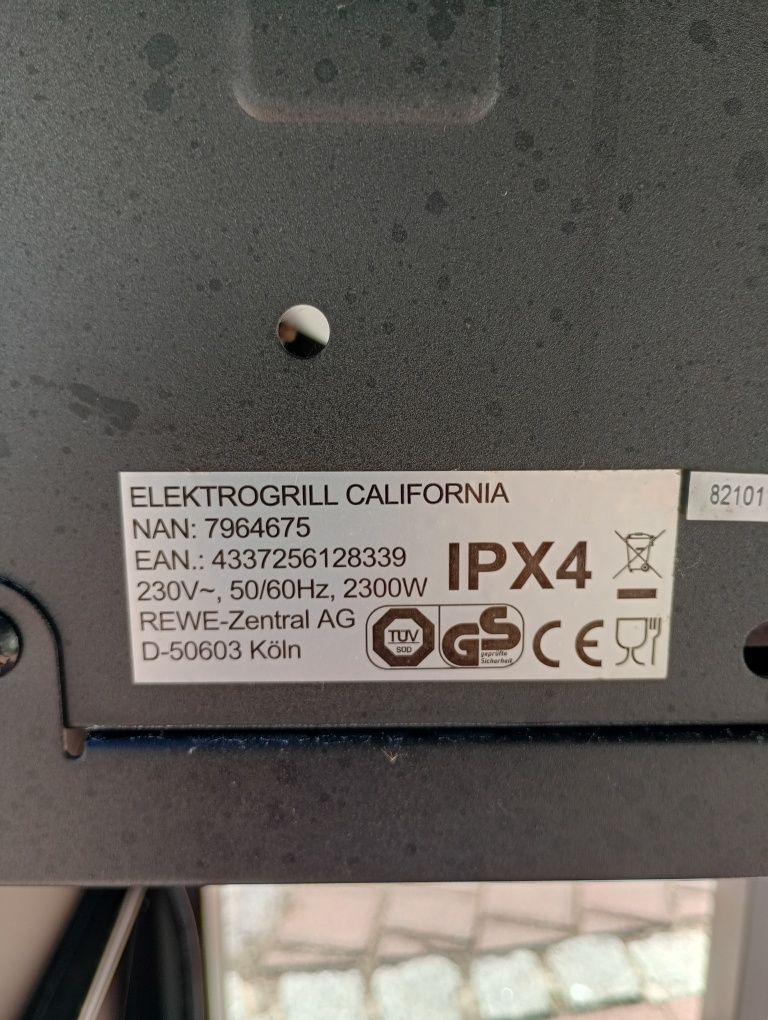 ELEKTROGRILL CALIFORNIA
NAN: 7964675
EAN.: 4337256128339
230V~, 50/60Hz, 2300W
REWE-Zentral AG
D-50603 Köln
IPX4
TÜV
SÜD
GS
geprüfte
Sicherheit
CE
82101